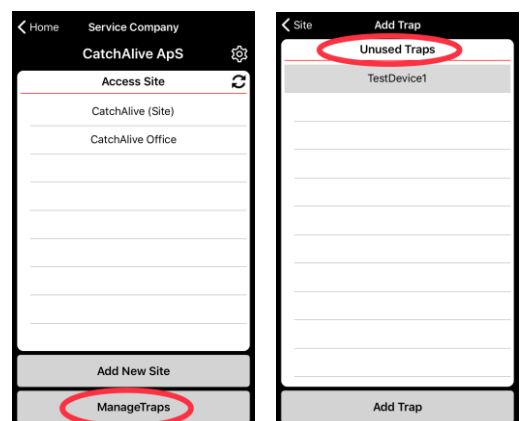 Home Service Company
CatchAlive ApS
Access Site
CatchAlive (Site)
CatchAlive Office
Add New Site
ManageTraps
Site Add Trap
Unused Traps
TestDevice1
Add Trap